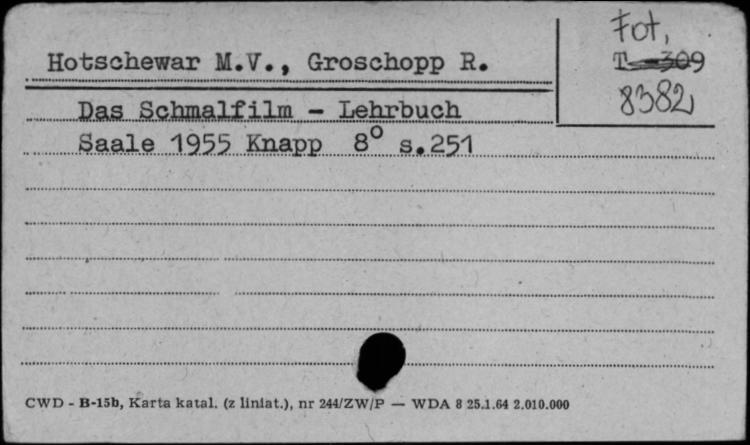 Fot,
Hotschewar M.V., Groschopp R.
T-309
8382
Das Schmalfilm - Lehrbuch
Saale 1955 Knapp 8° s.251
CWD - B-15b, Karta katal. (z liniat.), nr 244/ZW/P — WDA 8 25.1.64 2.010.000